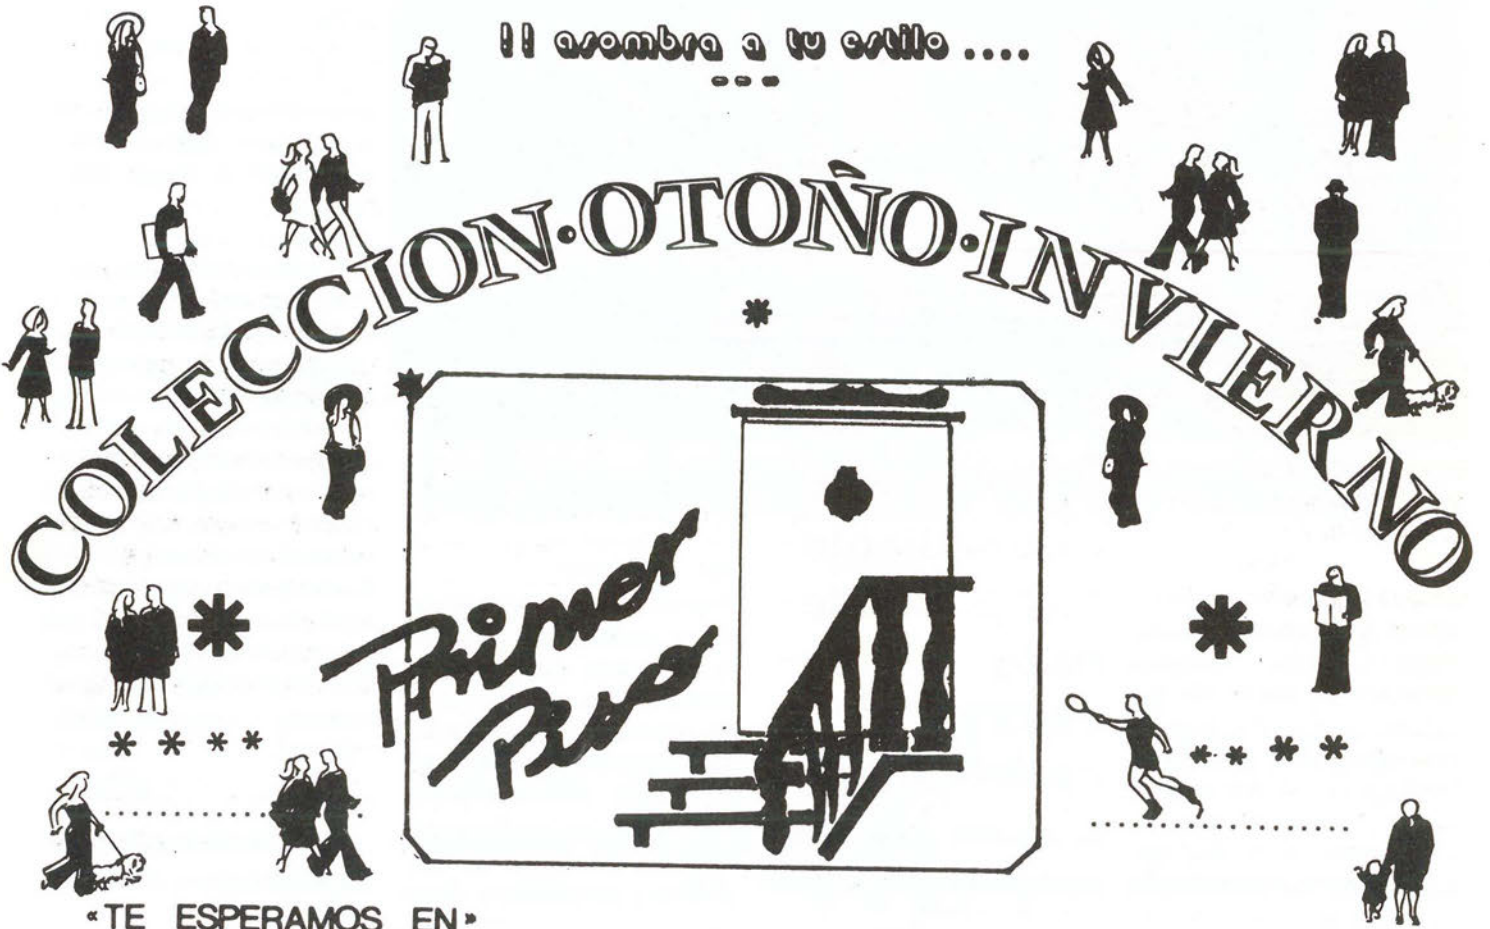 !! asombra a tu estilo ....
COLECCION·OTOÑO·INVIERNO
Primer
Piso
«TE ESPERAMOS EN»